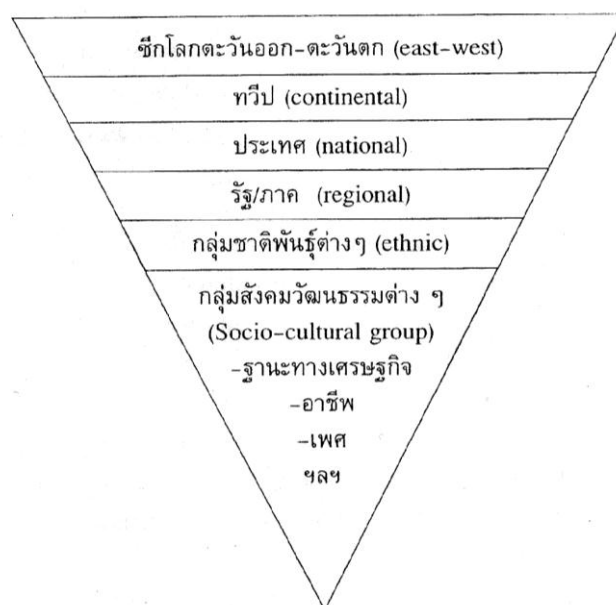 ซีกโลกตะวันออก-ตะวันตก (east-west)
ทวีป (continental)
ประเทศ (national)
รัฐ/ภาค (regional)
กลุ่มชาติพันธุ์ต่างๆ (ethnic)
กลุ่มสังคมวัฒนธรรมต่าง ๆ
(Socio-cultural group)
-ฐานะทางเศรษฐกิจ
-อาชีพ
-เพศ
ฯลฯ